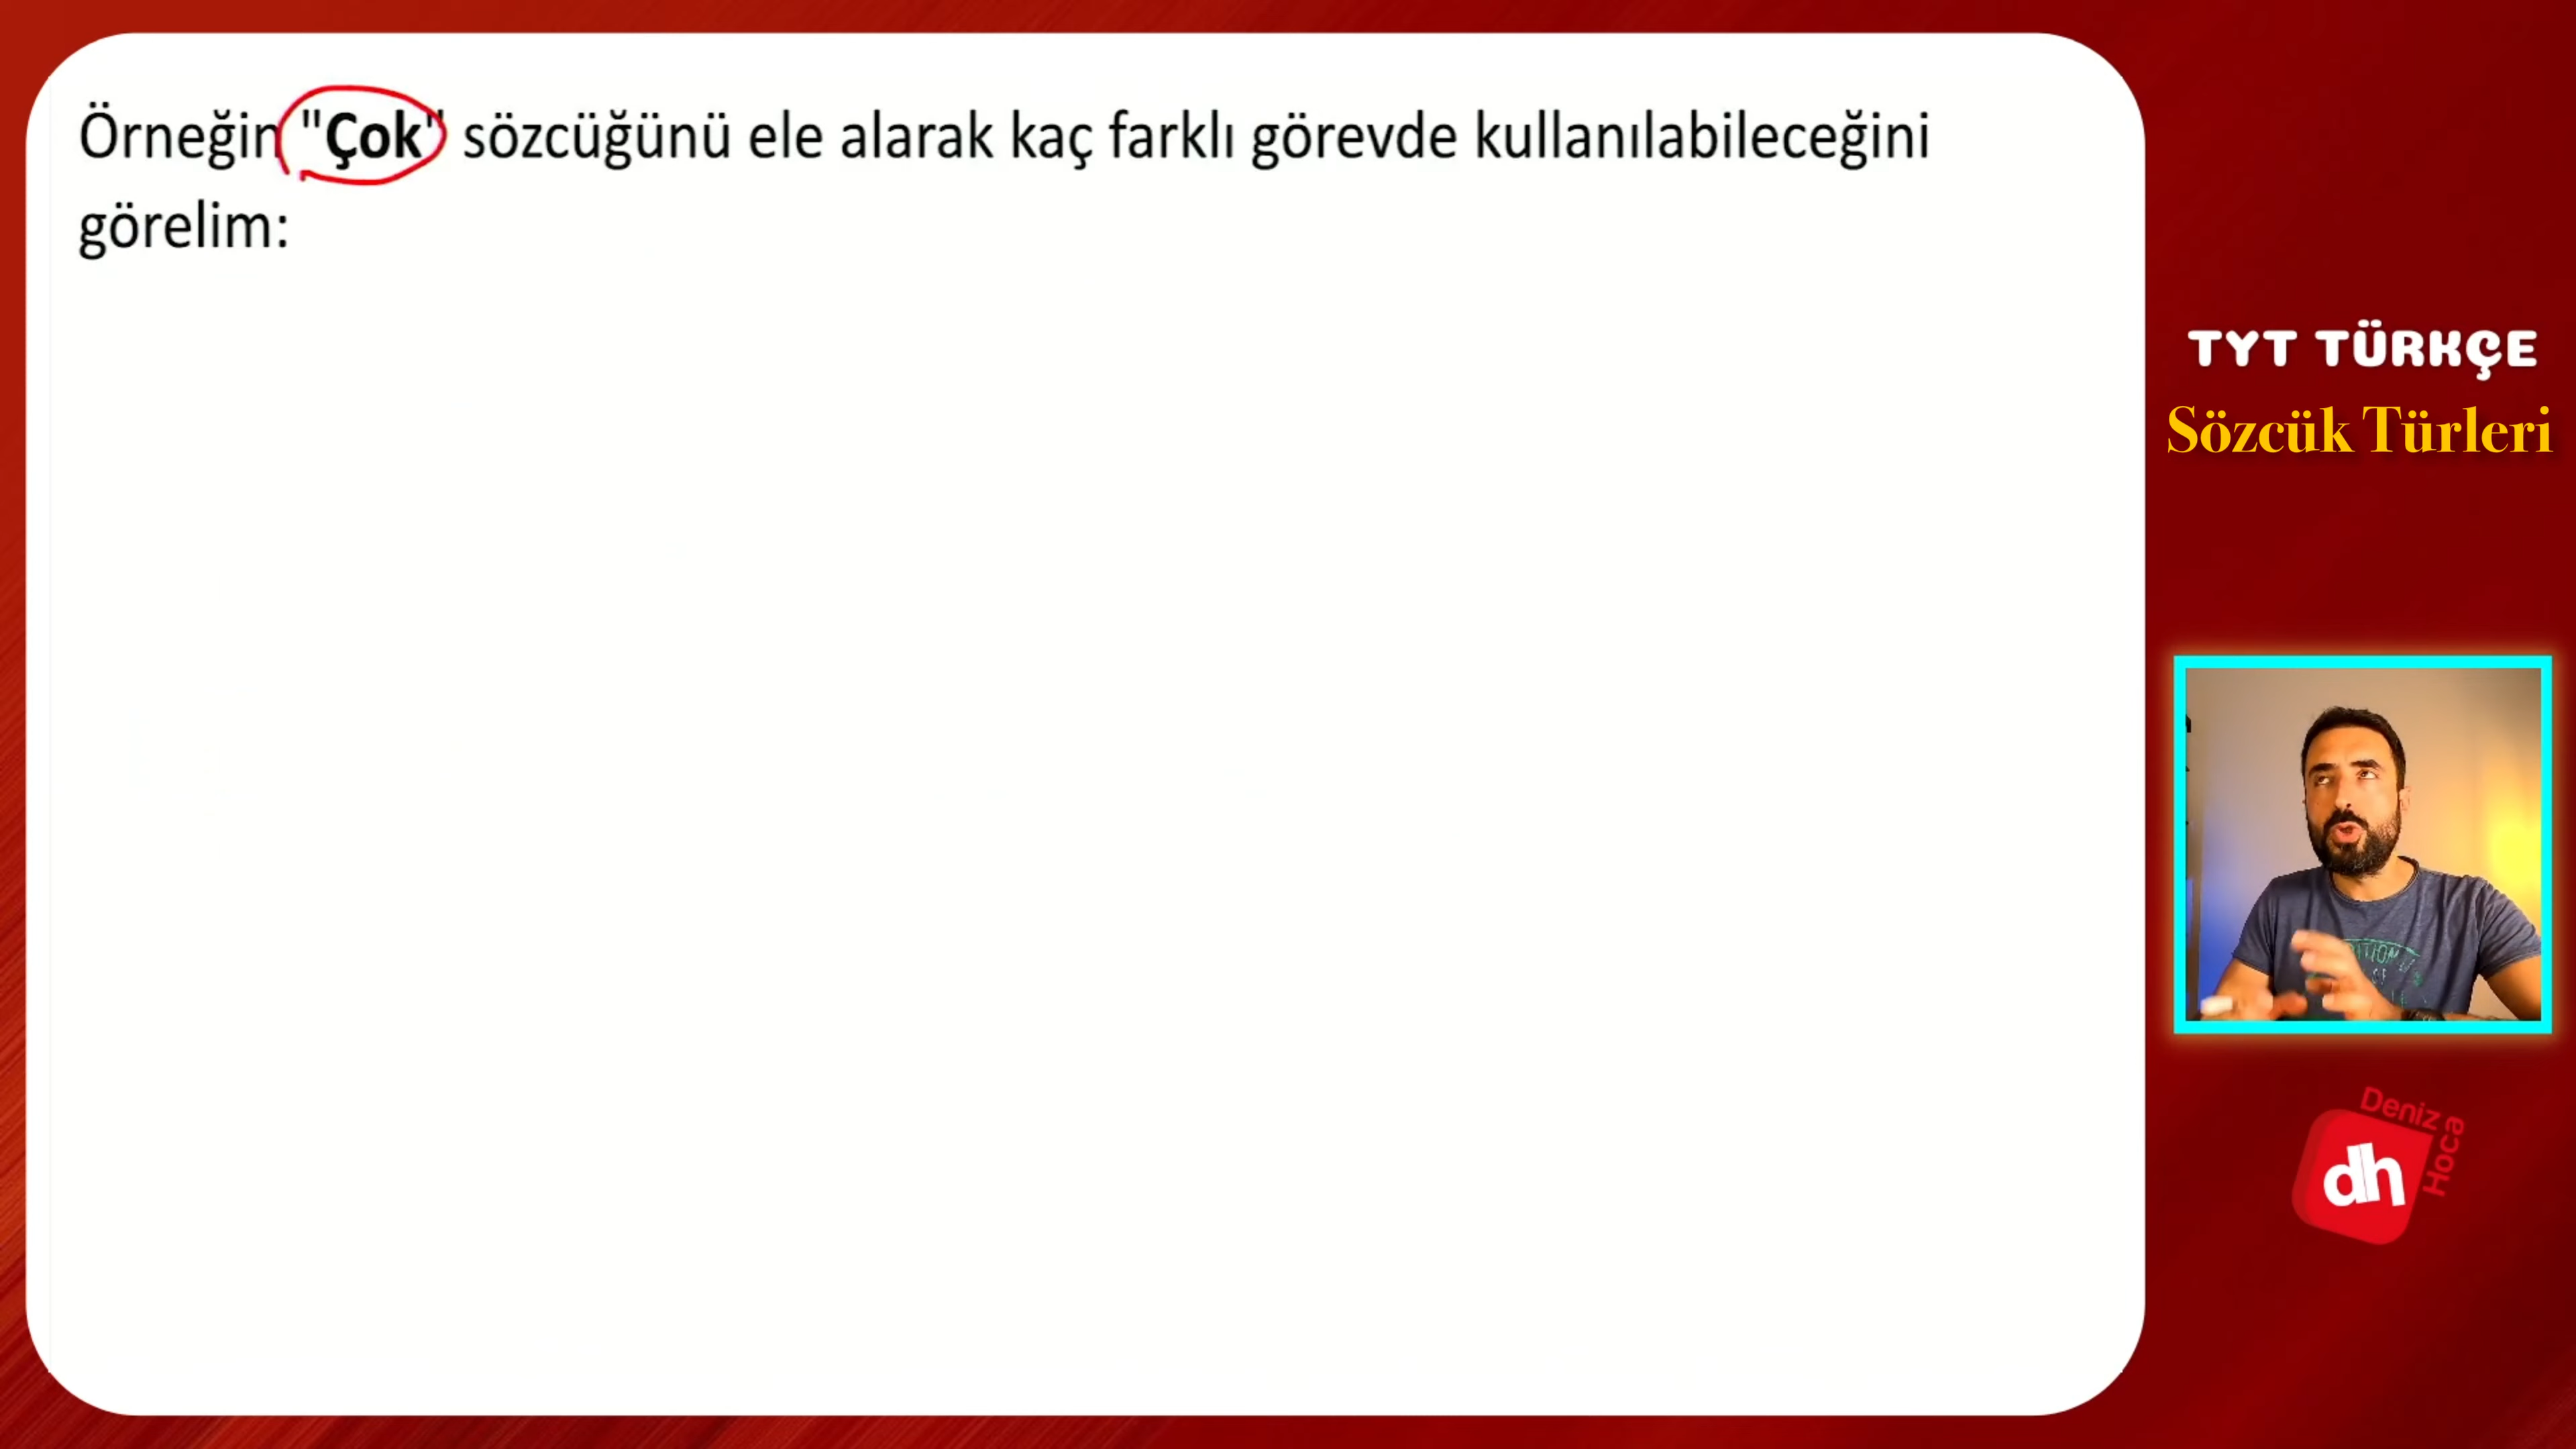 Örneğin "Çok" sözcüğünü ele alarak kaç farklı görevde kullanılabileceğini
görelim:
TYT TÜRKÇE
Sözcük Türleri
Deniz
Hoca
dh